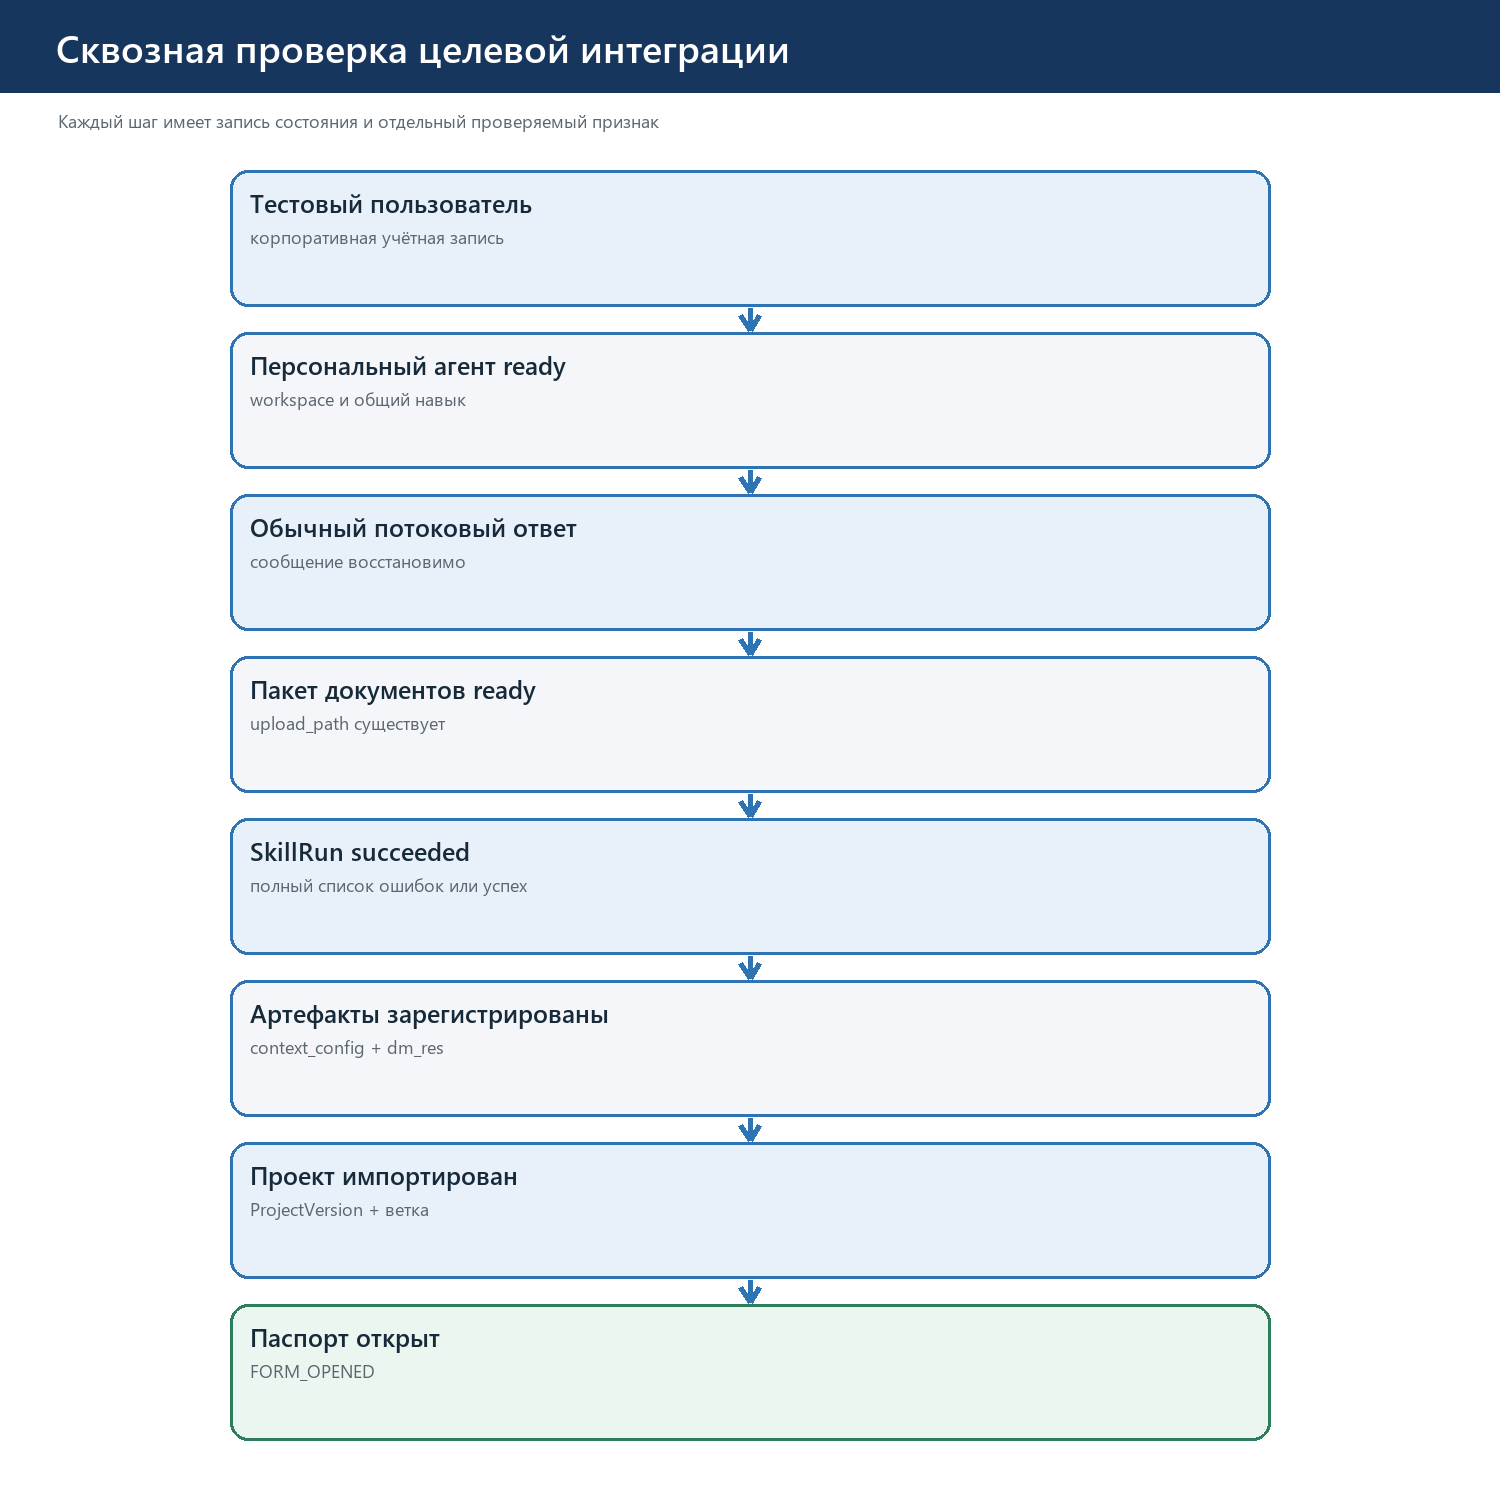 Сквозная проверка целевой интеграции
Каждый шаг имеет запись состояния и отдельный проверяемый признак
Тестовый пользователь
корпоративная учётная запись
Персональный агент ready
workspace и общий навык
Обычный потоковый ответ
сообщение восстановимо
Пакет документов ready
upload_path существует
SkillRun succeeded
полный список ошибок или успех
Артефакты зарегистрированы
context_config + dm_res
Проект импортирован
ProjectVersion + ветка
Паспорт открыт
FORM_OPENED